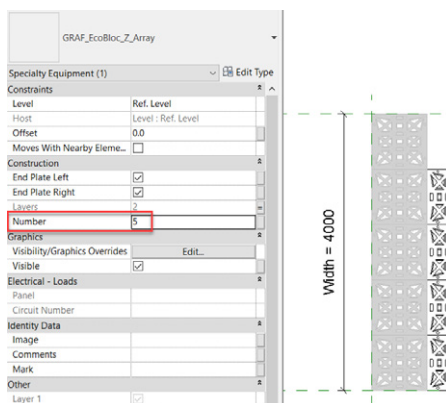 GRAF_EcoBloc_Z_Array
Specialty Equipment (1)
Edit Type
Constraints
Level Ref. Level
Host Level : Ref. Level
Offset 0.0
Moves With Nearby Eleme...
Construction
End Plate Left
End Plate Right
Layers 2
Number 5
Graphics
Visibility/Graphics Overrides Edit...
Visible
Electrical - Loads
Panel
Circuit Number
Identity Data
Image
Comments
Mark
Other
Layer 1
Width = 4000